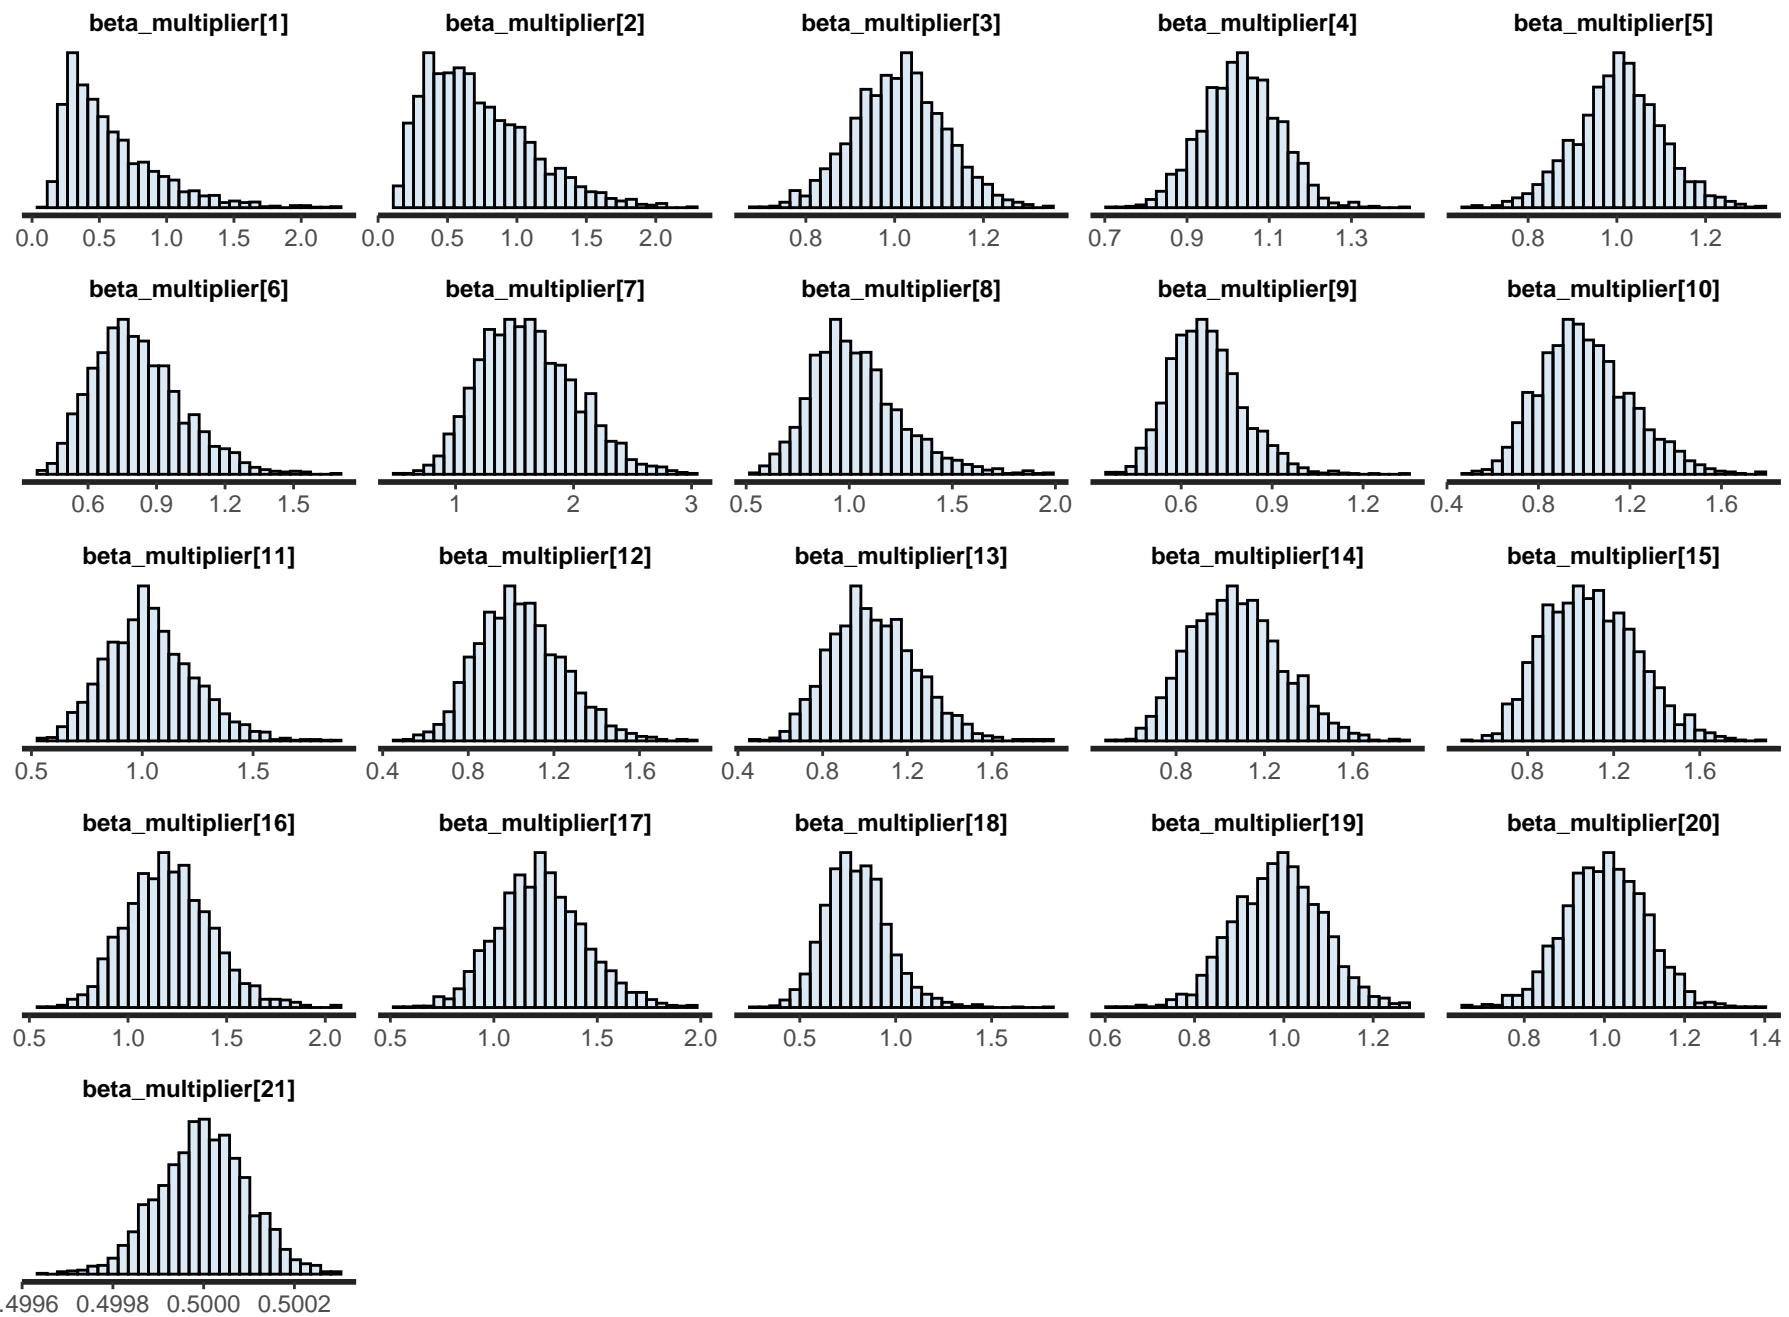 beta_multiplier[1] beta_multiplier[2] beta_multiplier[3] beta_multiplier[4] beta_multiplier[5]
0.0 0.5 1.0 1.5 2.0 0.0 0.5 1.0 1.5 2.0 0.8 1.0 1.2 0.7 0.9 1.1 1.3 0.8 1.0 1.2
beta_multiplier[6] beta_multiplier[7] beta_multiplier[8] beta_multiplier[9] beta_multiplier[10]
0.6 0.9 1.2 1.5 1 2 3 0.5 1.0 1.5 2.0 0.6 0.9 1.2 0.4 0.8 1.2 1.6
beta_multiplier[11] beta_multiplier[12] beta_multiplier[13] beta_multiplier[14] beta_multiplier[15]
0.5 1.0 1.5 0.4 0.8 1.2 1.6 0.4 0.8 1.2 1.6 0.8 1.2 1.6 0.8 1.2 1.6
beta_multiplier[16] beta_multiplier[17] beta_multiplier[18] beta_multiplier[19] beta_multiplier[20]
0.5 1.0 1.5 2.0 0.5 1.0 1.5 2.0 0.5 1.0 1.5 0.6 0.8 1.0 1.2 0.8 1.0 1.2 1.4
beta_multiplier[21]
.4996 0.4998 0.5000 0.5002